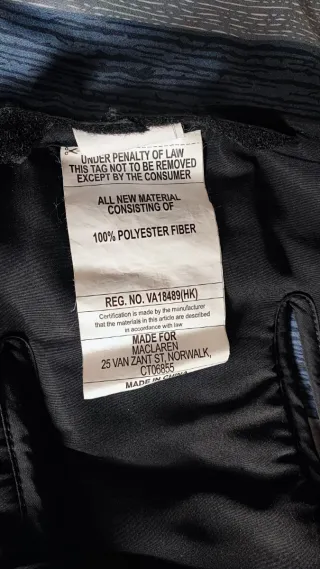 UNDER PENALTY OF LAW
THIS TAG NOT TO BE REMOVED
EXCEPT BY THE CONSUMER
ALL NEW MATERIAL
CONSISTING OF
100% POLYESTER FIBER
REG. NO. VA18489(HK)
Certification is made by the manufacturer
that the materials in this article are described
in accordance with law
MADE FOR
MACLAREN
25 VAN ZANT ST, NORWALK,
CT06855
MADE IN CHINA